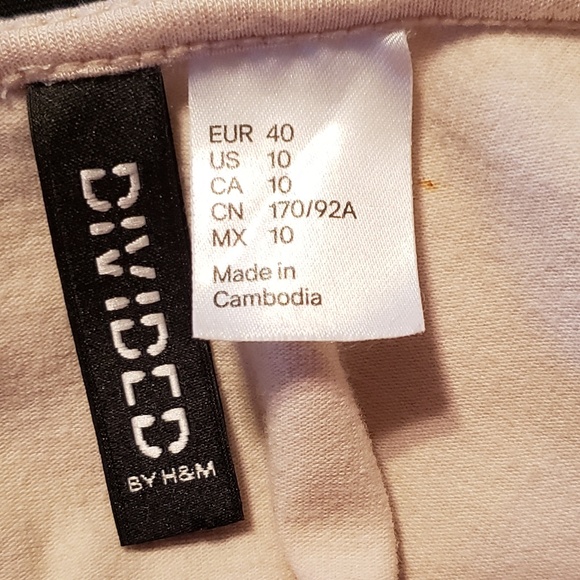 DIVIDED
BY H&M
EUR 40
US 10
CA 10
CN 170/92A
MX 10
Made in
Cambodia